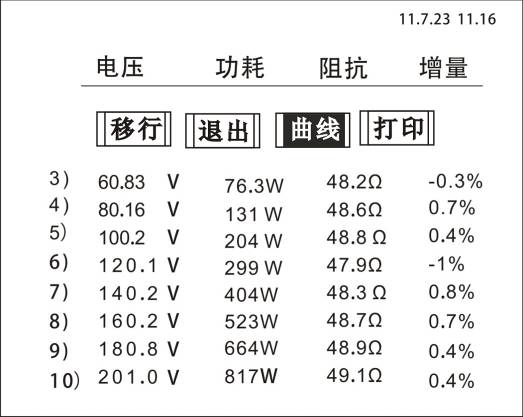 11.7.23 11.16
电压 功耗 阻抗 增量
移行 退出 曲线 打印
3) 60.83 V 76.3W 48.2Ω -0.3%
4) 80.16 V 131 W 48.6Ω 0.7%
5) 100.2 V 204 W 48.8 Ω 0.4%
6) 120.1 V 299 W 47.9Ω -1%
7) 140.2 V 404W 48.3 Ω 0.8%
8) 160.2 V 523W 48.7Ω 0.7%
9) 180.8 V 664W 48.9Ω 0.4%
10) 201.0 V 817W 49.1Ω 0.4%